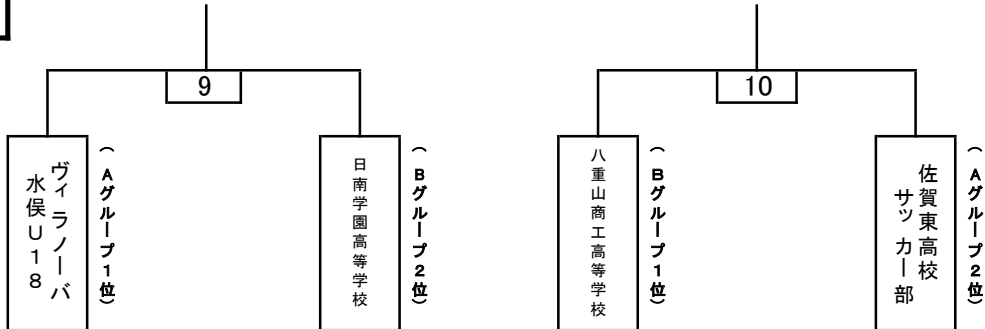 9
10
ヴィラノーバ
水俣U18
(Aグループ1位)
日南学園高等学校
(Bグループ2位)
八重山商工高等学校
(Bグループ1位)
佐賀東高校
サッカー部
(Aグループ2位)